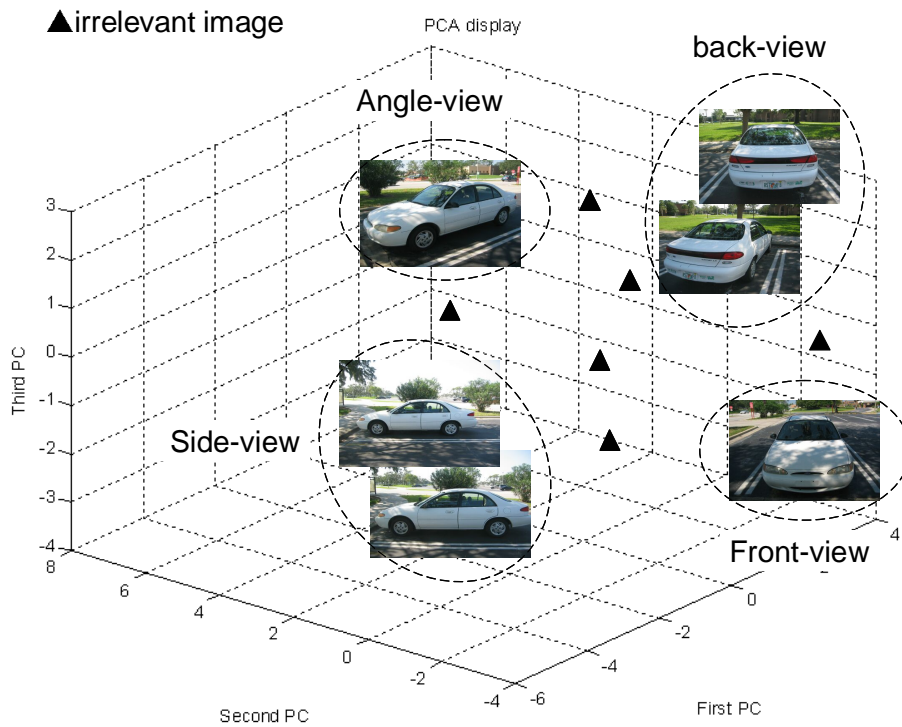 ▲irrelevant image
PCA display
back-view
Angle-view
Side-view
Front-view
Third PC
3
2
1
0
-1
-2
-3
-4
8
6
4
2
0
-2
-4
Second PC
-6
-4
-2
0
4
First PC